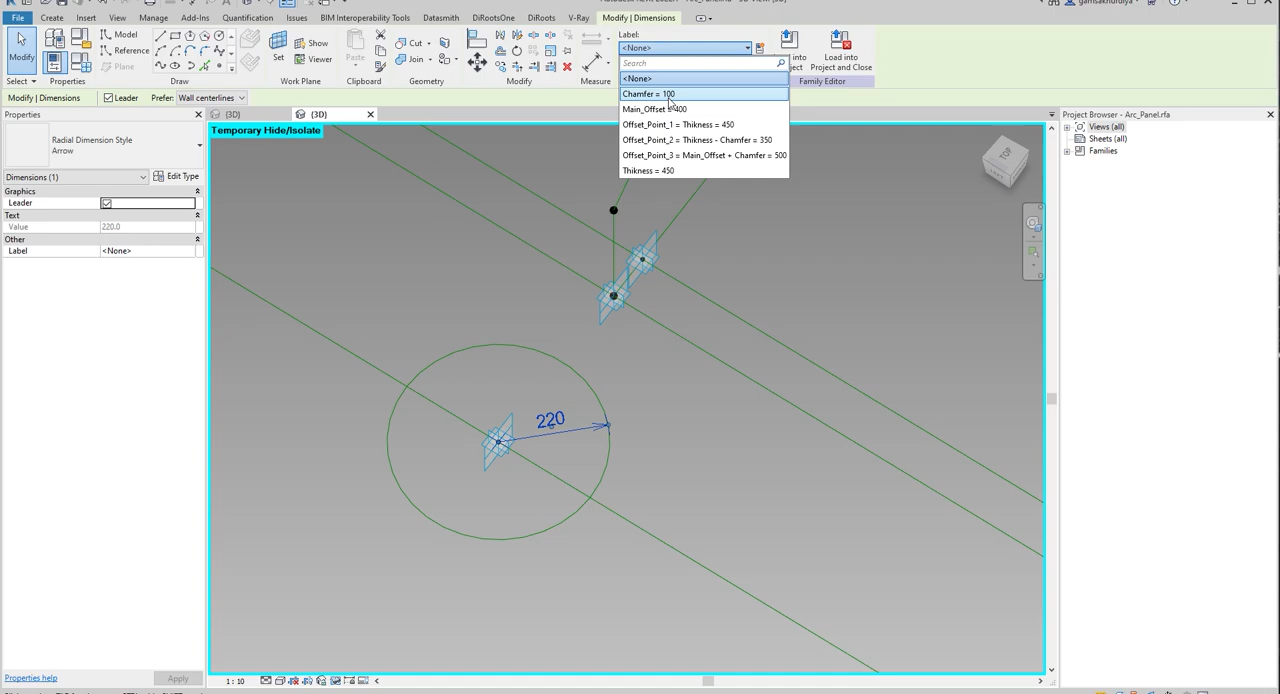 File Create Insert View Manage Add-Ins Quantification Issues BIM Interoperability Tools Datasmith DiRootsOne DiRoots V-Ray Modify | Dimensions
Modify
Model
Reference
Plane
Set
Show
Viewer
Paste
Cut
Join
Label:
<None>
Search
<None>
Chamfer = 100
Main_Offset = 400
Offset_Point_1 = Thikness = 450
Offset_Point_2 = Thikness - Chamfer = 350
Offset_Point_3 = Main_Offset + Chamfer = 500
Thikness = 450
Load into
Project and Close
Select Properties Draw Work Plane Clipboard Geometry Modify Measure Family Editor
Modify | Dimensions Leader Prefer: Wall centerlines
Properties
Radial Dimension Style
Arrow
Dimensions (1) Edit Type
Graphics
Leader
Text
Value 220.0
Other
Label <None>
Properties help Apply
(3D) (3D)
Temporary Hide/Isolate
TOP
LEFT
220
1 : 10
Project Browser - Arc_Panel.rfa
Views (all)
Sheets (all)
Families